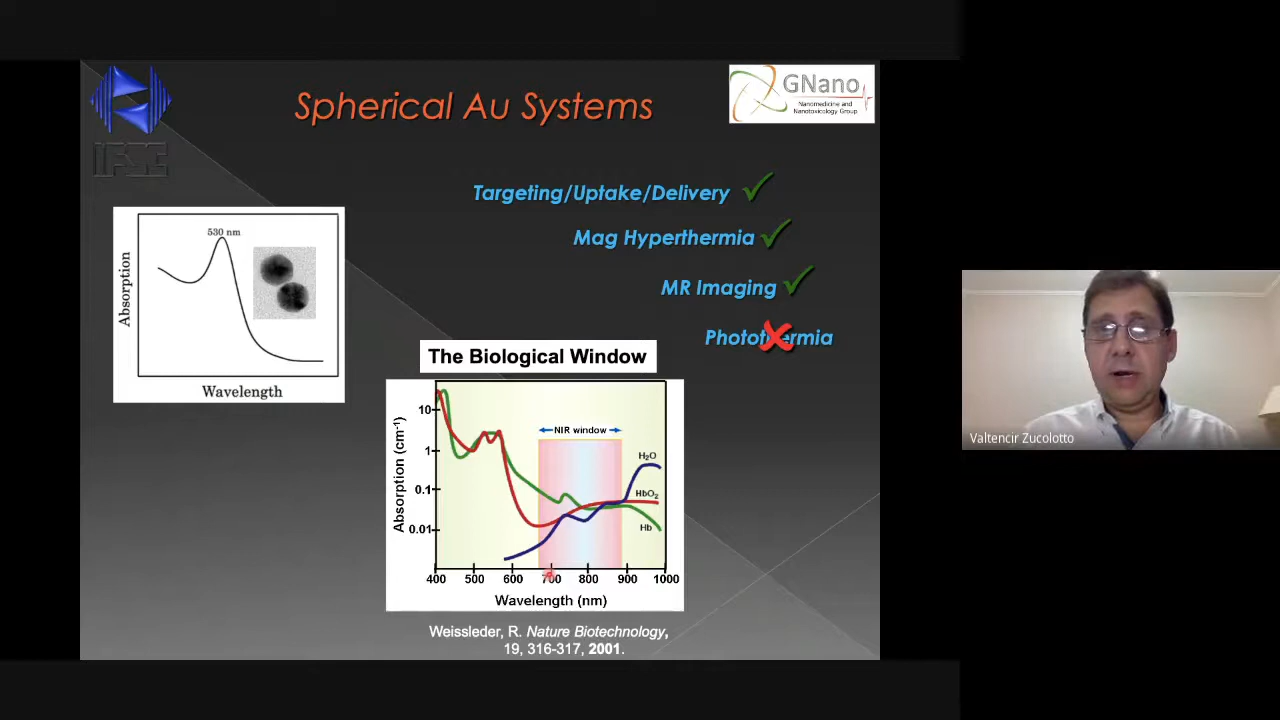 Spherical Au Systems
GNano
Nanomedicine and
Nanotoxicology Group
IFSC
Targeting/Uptake/Delivery
Mag Hyperthermia
MR Imaging
Photothermia
530 nm
Absorption
Wavelength
The Biological Window
NIR window
H₂O
HbO₂
Hb
Absorption (cm⁻¹)
10
1
0.1
0.01
400 500 600 700 800 900 1000
Wavelength (nm)
Weissleder, R. Nature Biotechnology,
19, 316-317, 2001.
Valtencir Zucolotto